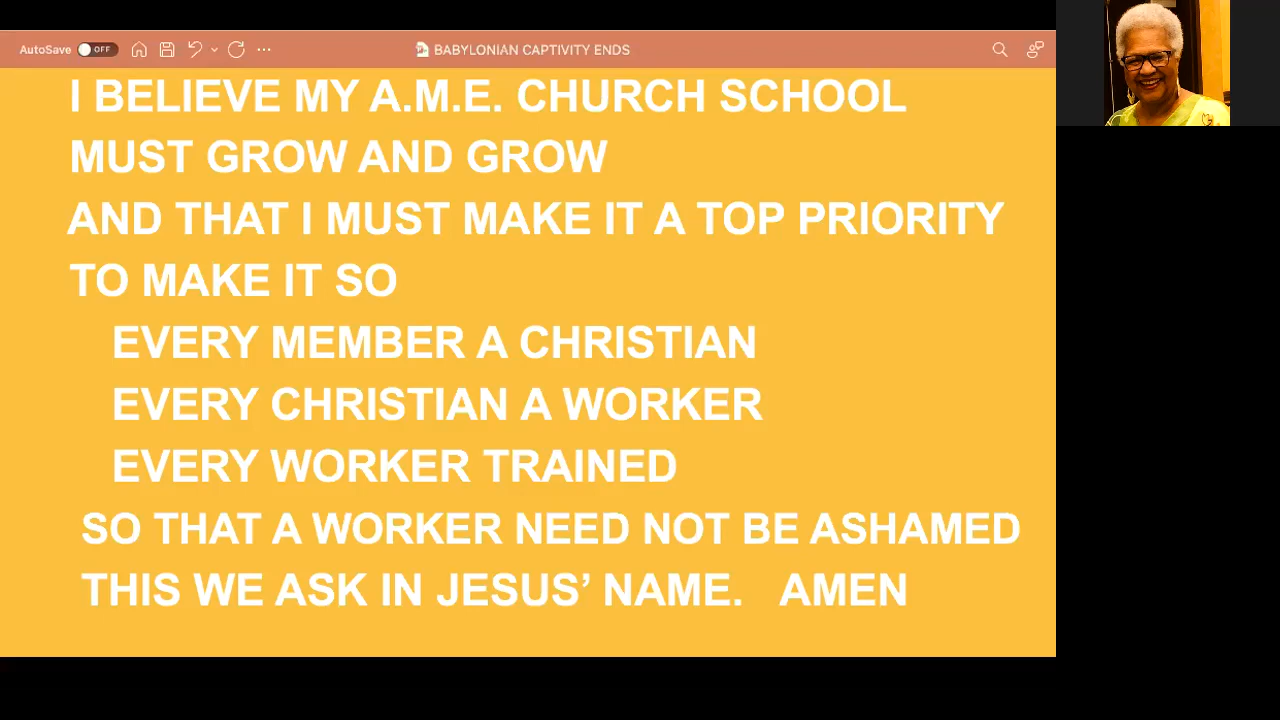 AutoSave OFF ... BABYLONIAN CAPTIVITY ENDS
I BELIEVE MY A.M.E. CHURCH SCHOOL
MUST GROW AND GROW
AND THAT I MUST MAKE IT A TOP PRIORITY
TO MAKE IT SO
EVERY MEMBER A CHRISTIAN
EVERY CHRISTIAN A WORKER
EVERY WORKER TRAINED
SO THAT A WORKER NEED NOT BE ASHAMED
THIS WE ASK IN JESUS’ NAME. AMEN